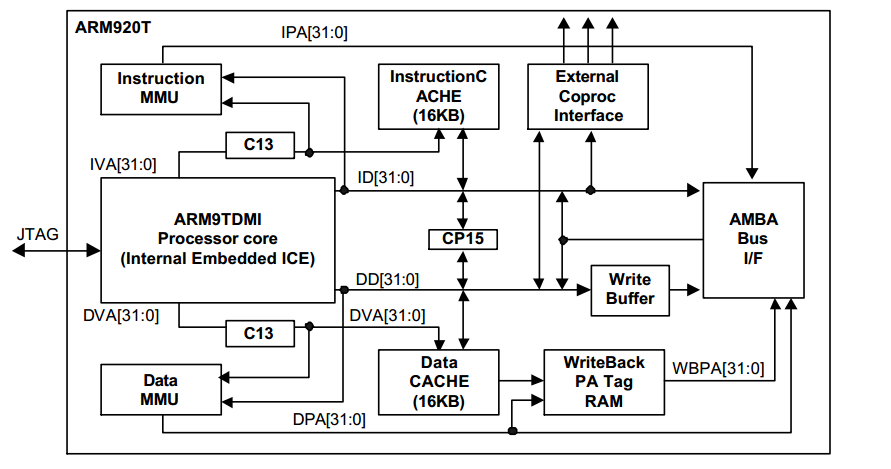 ARM920T
IPA[31:0]
Instruction
MMU
InstructionC
ACHE
(16KB)
External
Coproc
Interface
C13
IVA[31:0]
ID[31:0]
ARM9TDMI
Processor core
(Internal Embedded ICE)
AMBA
Bus
I/F
JTAG
CP15
DD[31:0]
Write
Buffer
DVA[31:0]
C13
DVA[31:0]
Data
MMU
Data
CACHE
(16KB)
WriteBack
PA Tag
RAM
WBPA[31:0]
DPA[31:0]